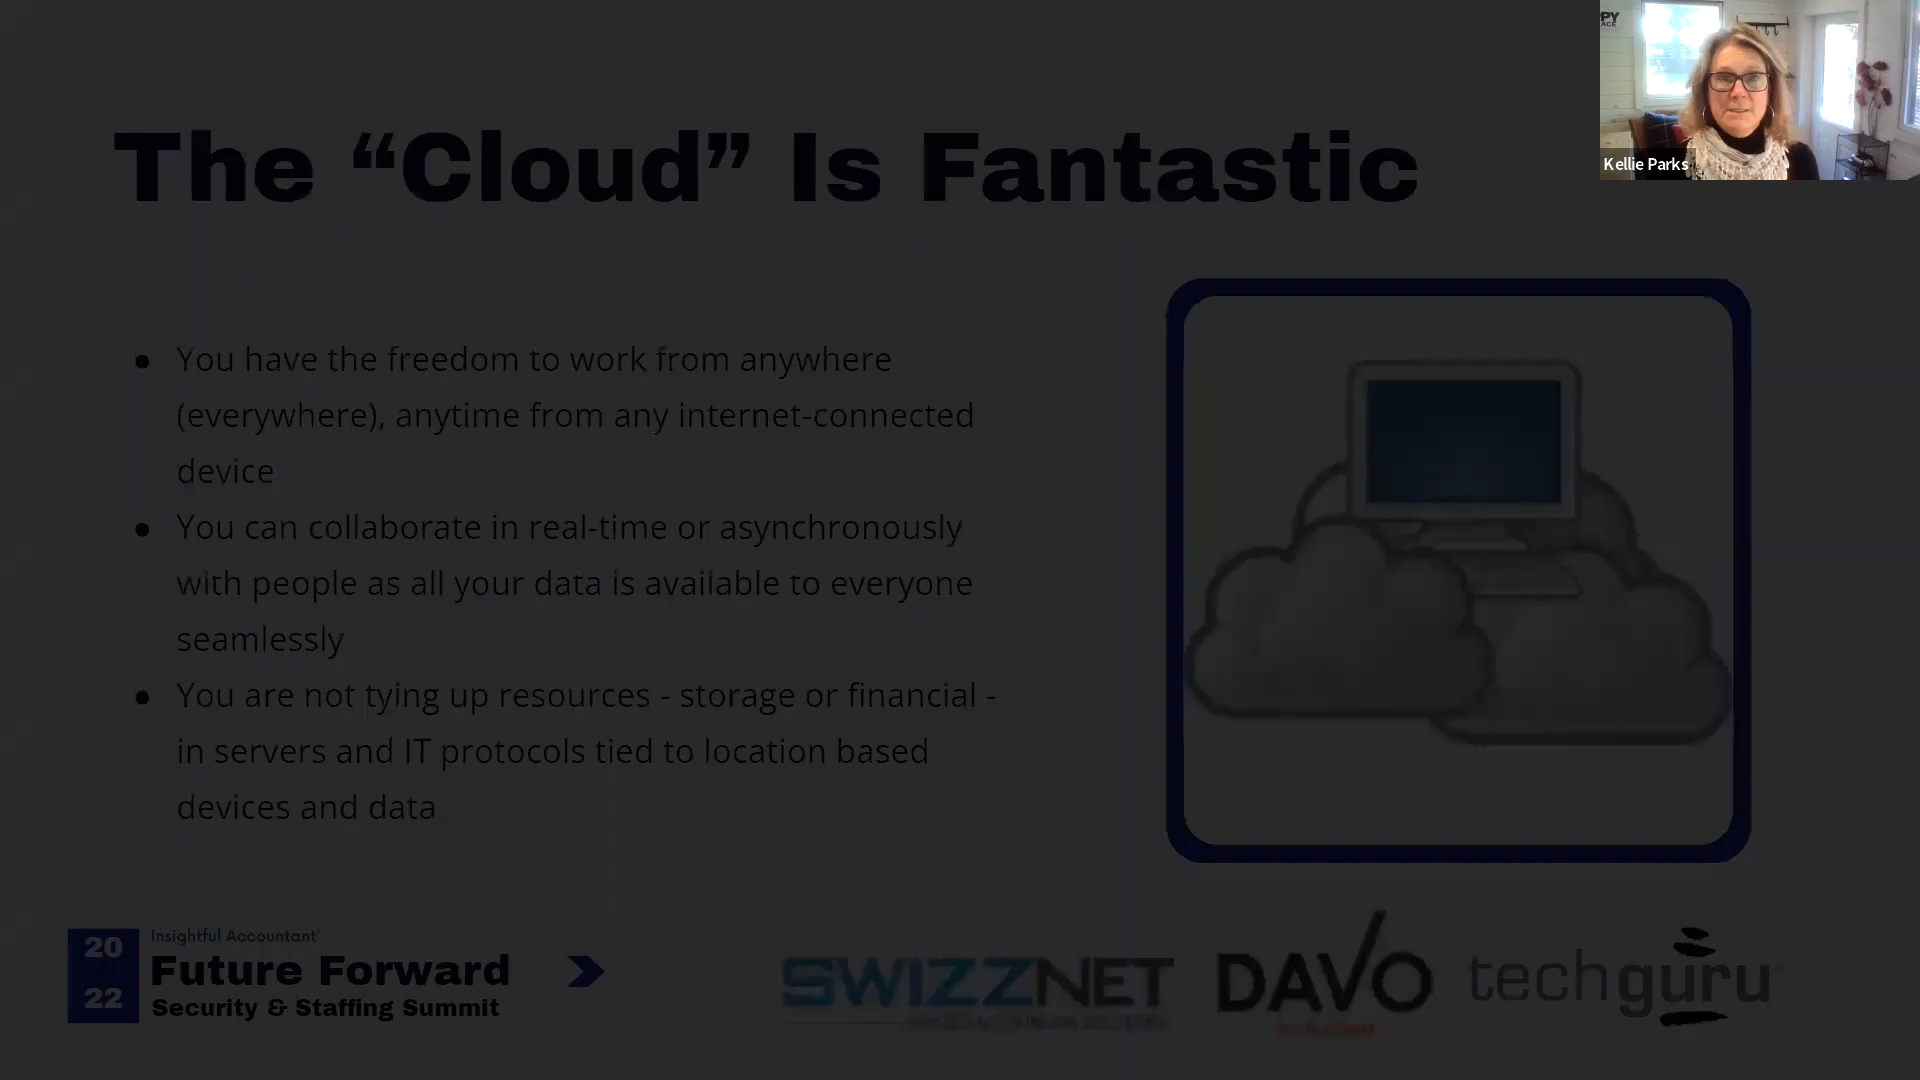 PY
The “Cloud” Is Fantastic
Kellie Parks
• You have the freedom to work from anywhere
(everywhere), anytime from any internet-connected
device
• You can collaborate in real-time or asynchronously
with people as all your data is available to everyone
seamlessly
• You are not tying up resources - storage or financial -
in servers and IT protocols tied to location based
devices and data
20
22
Insightful Accountant
Future Forward
Security & Staffing Summit
SWIZZNET
DAVO
techguru